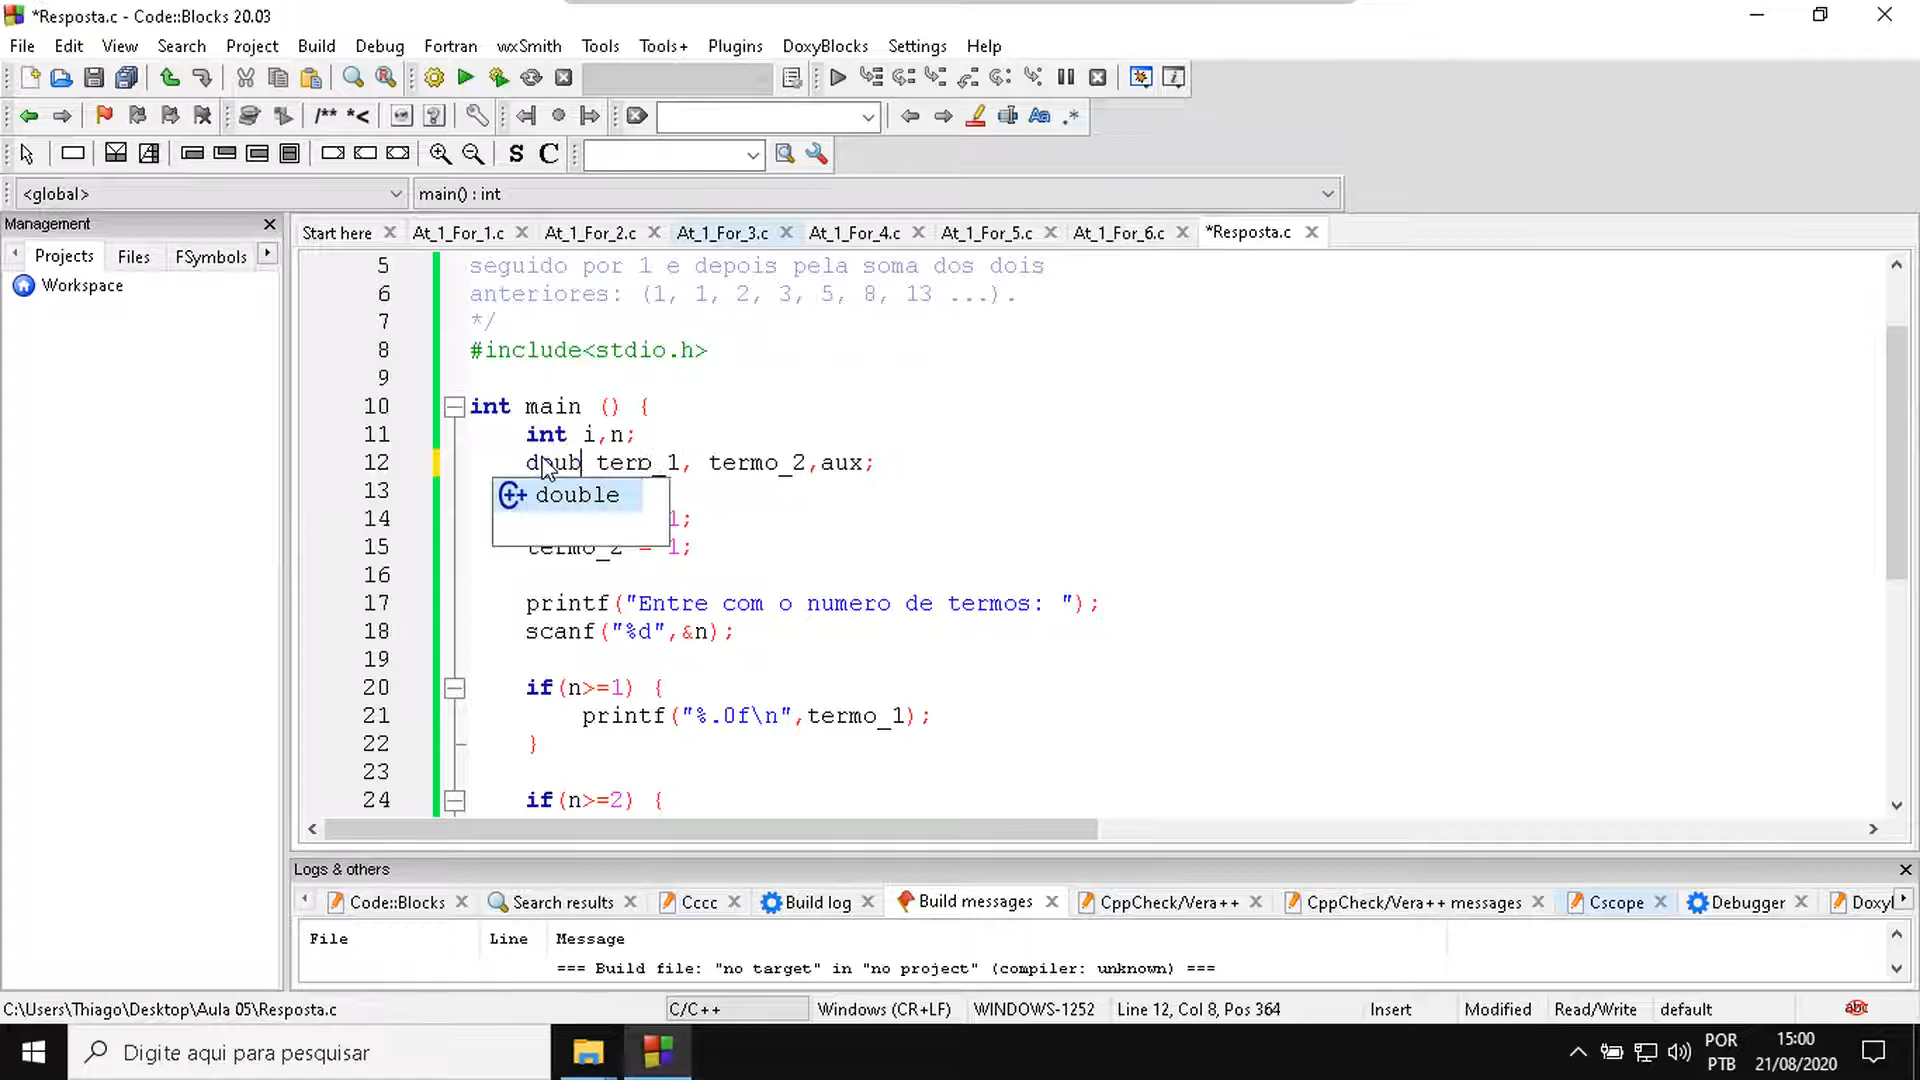 *Resposta.c - Code::Blocks 20.03
File Edit View Search Project Build Debug Fortran wxSmith Tools Tools+ Plugins DoxyBlocks Settings Help
/** *<
S C
<global> main() : int
Management
Projects Files FSymbols
Workspace
Start here At_1_For_1.c At_1_For_2.c At_1_For_3.c At_1_For_4.c At_1_For_5.c At_1_For_6.c *Resposta.c
5 seguido por 1 e depois pela soma dos dois
6 anteriores: (1, 1, 2, 3, 5, 8, 13 ...).
7 */
8 #include<stdio.h>
9
10 int main () {
11 int i,n;
12 doub _1, termo_2,aux;
double
13
14 1;
15 termo_2 = 1;
16
17 printf("Entre com o numero de termos: ");
18 scanf("%d",&n);
19
20 if(n>=1) {
21 printf("%.0f\n",termo_1);
22 }
23
24 if(n>=2) {
Logs & others
Code::Blocks Search results Cccc Build log Build messages CppCheck/Vera++ CppCheck/Vera++ messages Cscope Debugger Doxyl
File Line Message
=== Build file: "no target" in "no project" (compiler: unknown) ===
C:\Users\Thiago\Desktop\Aula 05\Resposta.c C/C++ Windows (CR+LF) WINDOWS-1252 Line 12, Col 8, Pos 364 Insert Modified Read/Write default abc
Digite aqui para pesquisar
POR
PTB
15:00
21/08/2020